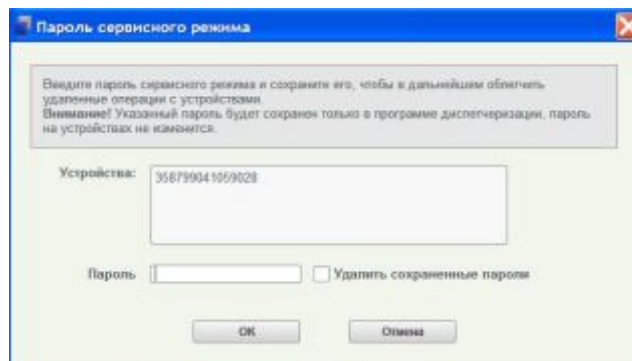 Пароль сервисного режима
Введите пароль сервисного режима и сохраните его, чтобы в дальнейшем облегчить
удаленные операции с устройствами.
Внимание! Указанный пароль будет сохранен только в программе диспетчеризации, пароль
на устройствах не изменится.
Устройства:
358799041059028
Пароль
Удалить сохраненные пароли
OK
Отмена